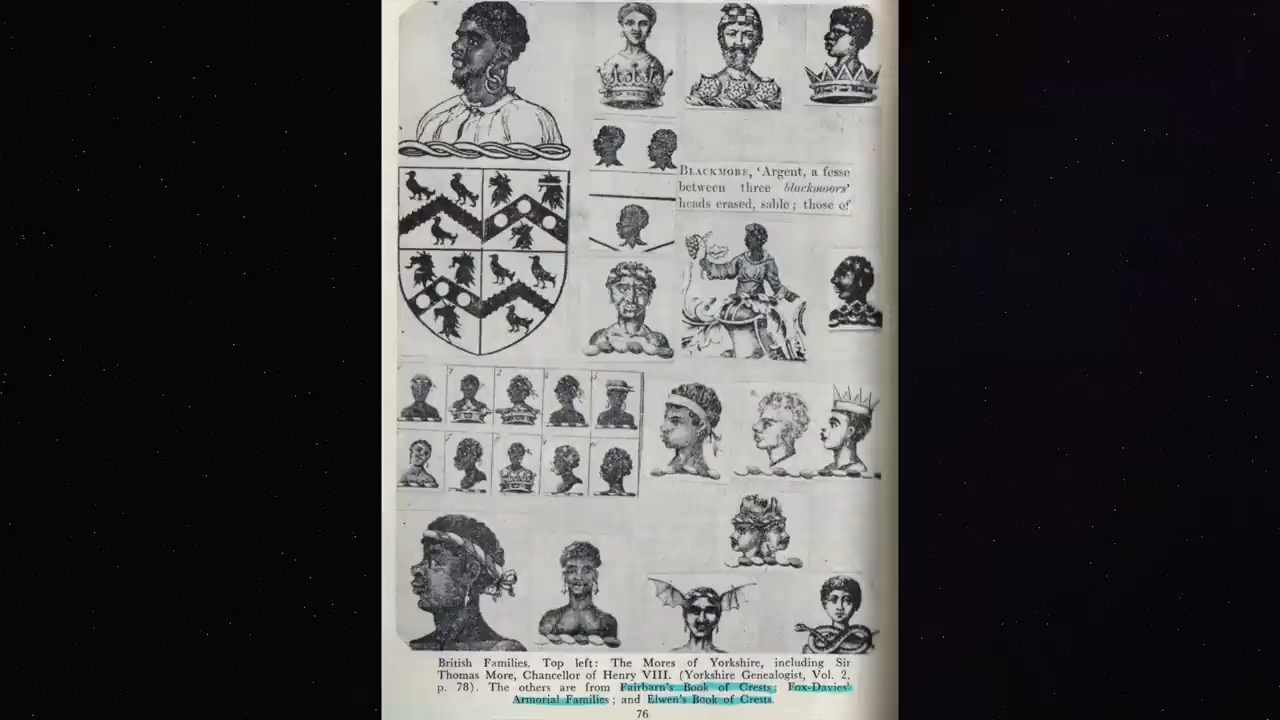 BLACKMORE, 'Argent, a fesse
between three blackmoors'
heads erased, sable; those of
British Families. Top left: The Mores of Yorkshire, including Sir
Thomas More, Chancellor of Henry VIII. (Yorkshire Genealogist, Vol. 2,
p. 78). The others are from Fairbarn's Book of Crests; Fox-Davies'
Armorial Families; and Elwen's Book of Crests.
76